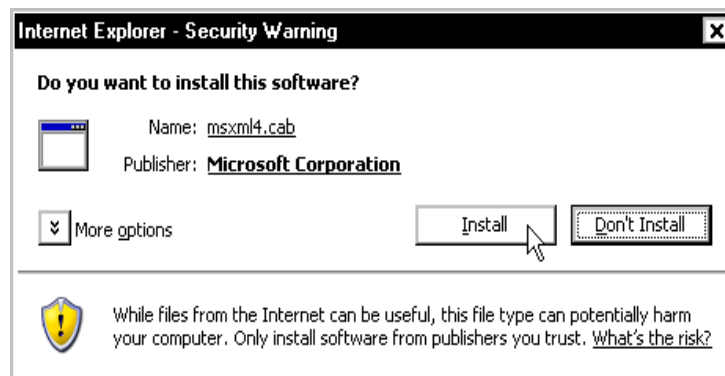 Internet Explorer - Security Warning
Do you want to install this software?
Name: msxml4.cab
Publisher: Microsoft Corporation
More options
Install
Don't Install
While files from the Internet can be useful, this file type can potentially harm
your computer. Only install software from publishers you trust. What's the risk?